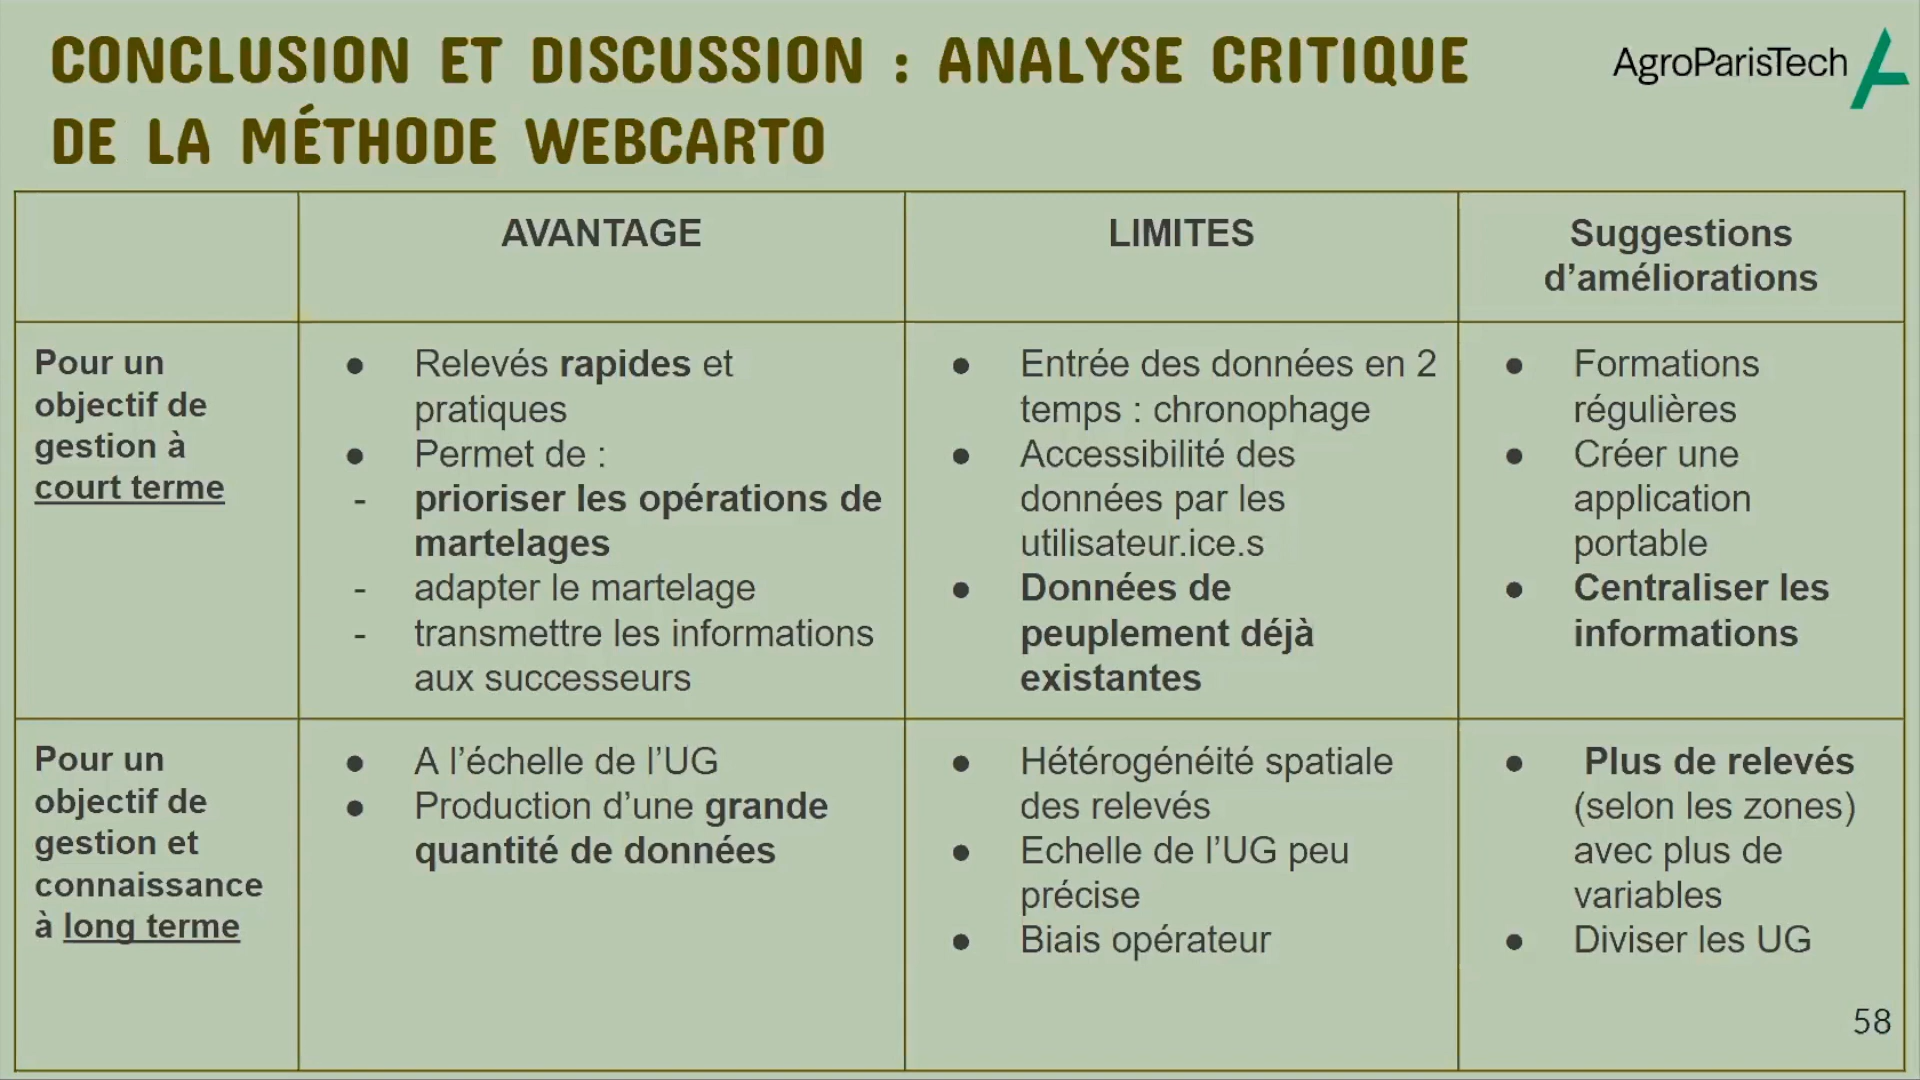 CONCLUSION ET DISCUSSION : ANALYSE CRITIQUE
DE LA MÉTHODE WEBCARTO
AgroParisTech
AVANTAGE
LIMITES
Suggestions
d’améliorations
Pour un
objectif de
gestion à
court terme
● Relevés rapides et
pratiques
● Permet de :
- prioriser les opérations de
martelages
- adapter le martelage
- transmettre les informations
aux successeurs
● Entrée des données en 2
temps : chronophage
● Accessibilité des
données par les
utilisateur.ice.s
● Données de
peuplement déjà
existantes
● Formations
régulières
● Créer une
application
portable
● Centraliser les
informations
Pour un
objectif de
gestion et
connaissance
à long terme
● A l’échelle de l’UG
● Production d’une grande
quantité de données
● Hétérogénéité spatiale
des relevés
● Echelle de l’UG peu
précise
● Biais opérateur
● Plus de relevés
(selon les zones)
avec plus de
variables
● Diviser les UG
58